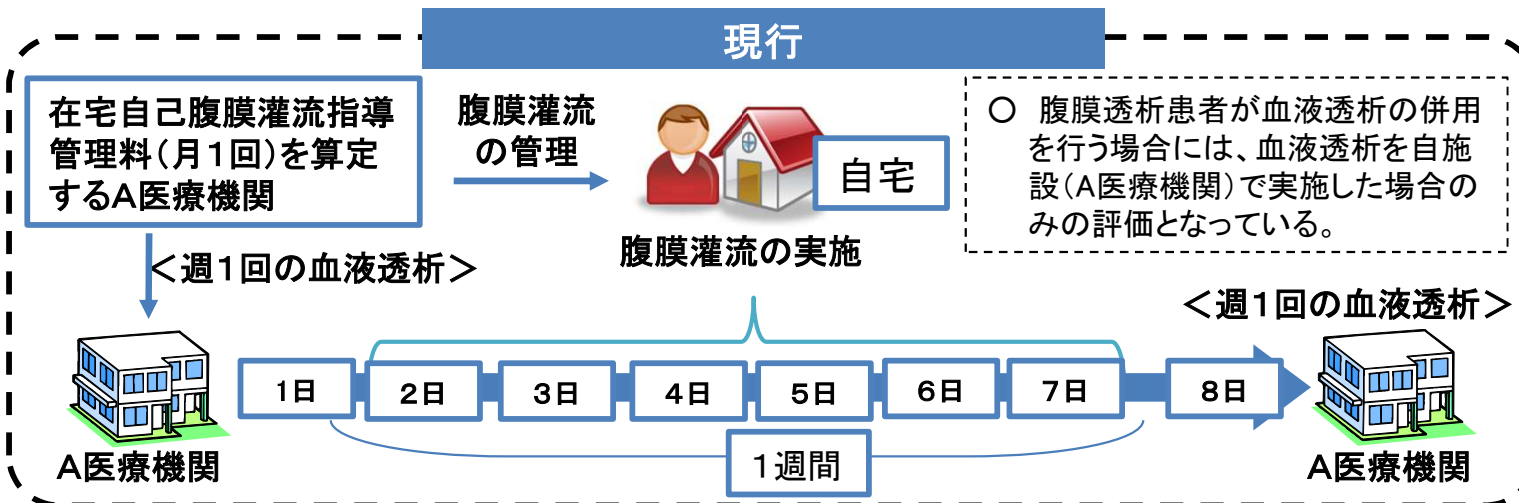 現行
在宅自己腹膜灌流指導
管理料（月１回）を算定
するA医療機関
腹膜灌流
の管理
自宅
腹膜灌流の実施
○ 腹膜透析患者が血液透析の併用
を行う場合には、血液透析を自施
設（A医療機関）で実施した場合の
みの評価となっている。
＜週１回の血液透析＞
＜週１回の血液透析＞
1日
2日
3日
4日
5日
6日
7日
8日
１週間
A医療機関
A医療機関